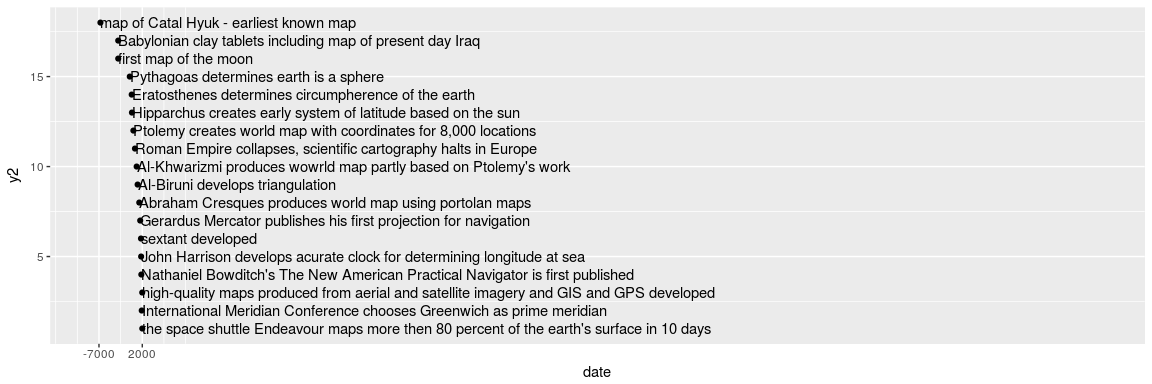 map of Catal Hyuk - earliest known map
Babylonian clay tablets including map of present day Iraq
first map of the moon
15
Pythagoas determines earth is a sphere
Eratosthenes determines circumpherence of the earth
Hipparchus creates early system of latitude based on the sun
Ptolemy creates world map with coordinates for 8,000 locations
Roman Empire collapses, scientific cartography halts in Europe
y2
10
Al-Khwarizmi produces wowrld map partly based on Ptolemy's work
Al-Biruni develops triangulation
Abraham Cresques produces world map using portolan maps
Gerardus Mercator publishes his first projection for navigation
sextant developed
5
John Harrison develops acurate clock for determining longitude at sea
Nathaniel Bowditch's The New American Practical Navigator is first published
high-quality maps produced from aerial and satellite imagery and GIS and GPS developed
International Meridian Conference chooses Greenwich as prime meridian
the space shuttle Endeavour maps more then 80 percent of the earth's surface in 10 days
-7000 2000
date